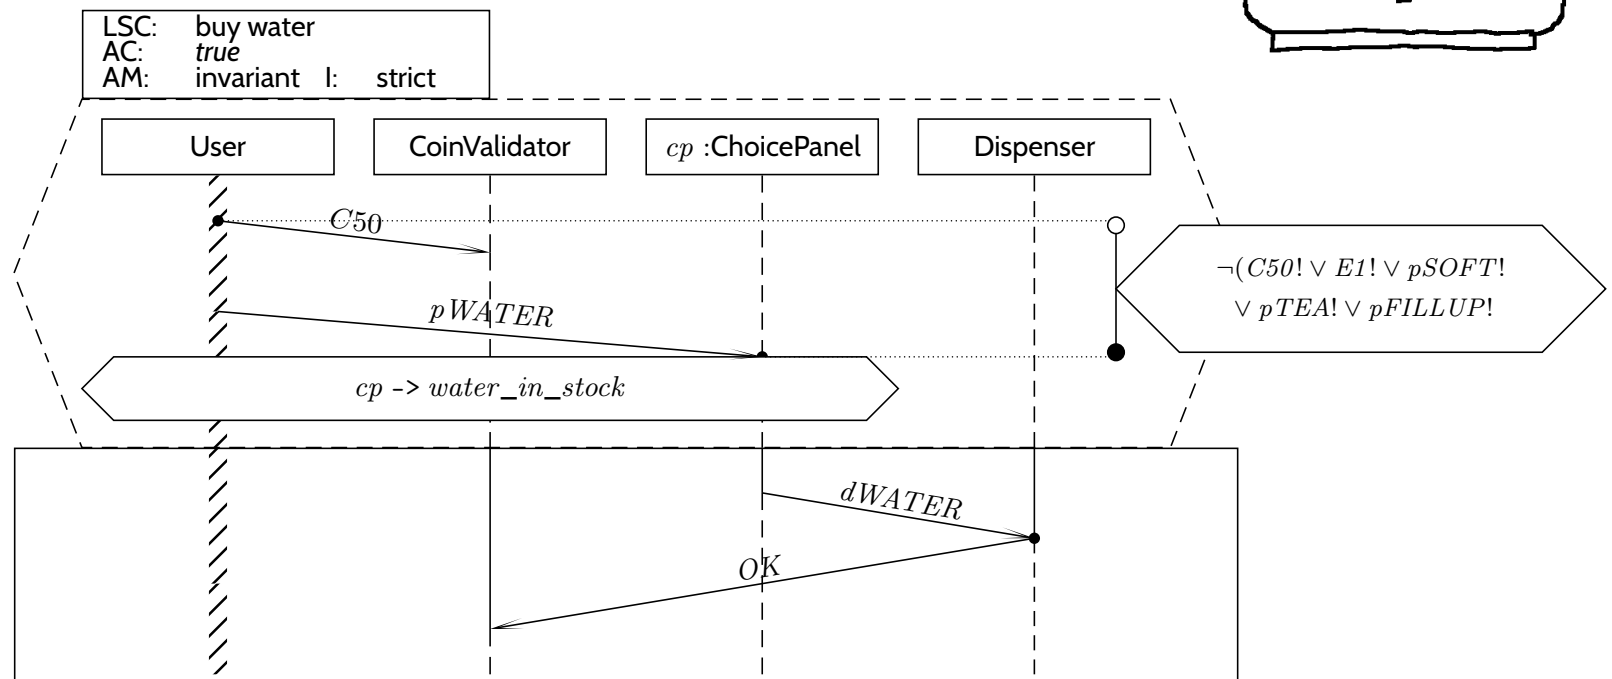 LSC: buy water
AC: true
AM: invariant I: strict
User CoinValidator cp :ChoicePanel Dispenser
C50
¬(C50! ∨ E1! ∨ pSOFT!
∨ pTEA! ∨ pFILLUP!
pWATER
cp -> water_in_stock
dWATER
OK